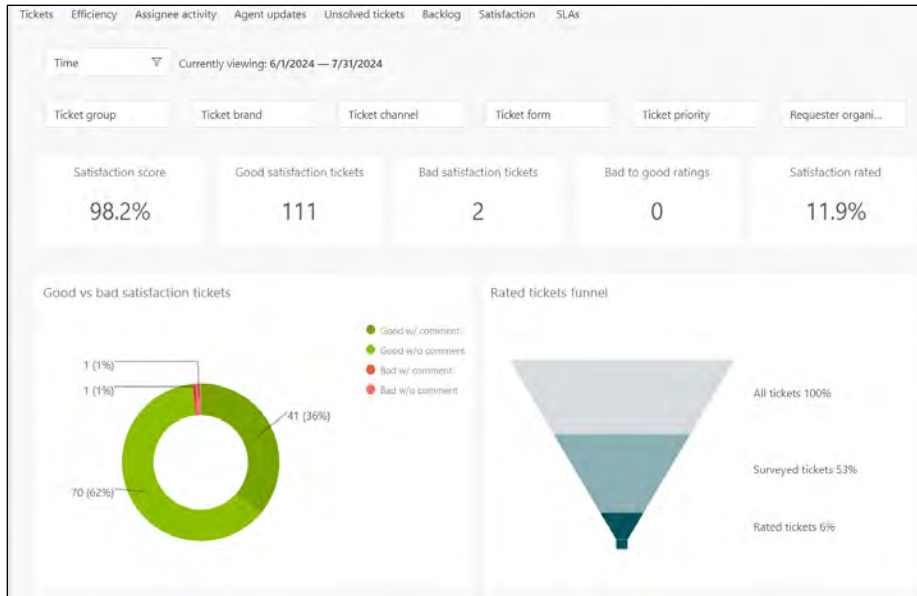 Tickets Efficiency Assignee activity Agent updates Unsolved tickets Backlog Satisfaction SLAs
Time Currently viewing: 6/1/2024 — 7/31/2024
Ticket group Ticket brand Ticket channel Ticket form Ticket priority Requester organi...
Satisfaction score Good satisfaction tickets Bad satisfaction tickets Bad to good ratings Satisfaction rated
98.2% 111 2 0 11.9%
Good vs bad satisfaction tickets
Good w/ comment
Good w/o comment
Bad w/ comment
Bad w/o comment
1 (1%)
1 (1%)
41 (36%)
70 (62%)
Rated tickets funnel
All tickets 100%
Surveyed tickets 53%
Rated tickets 6%